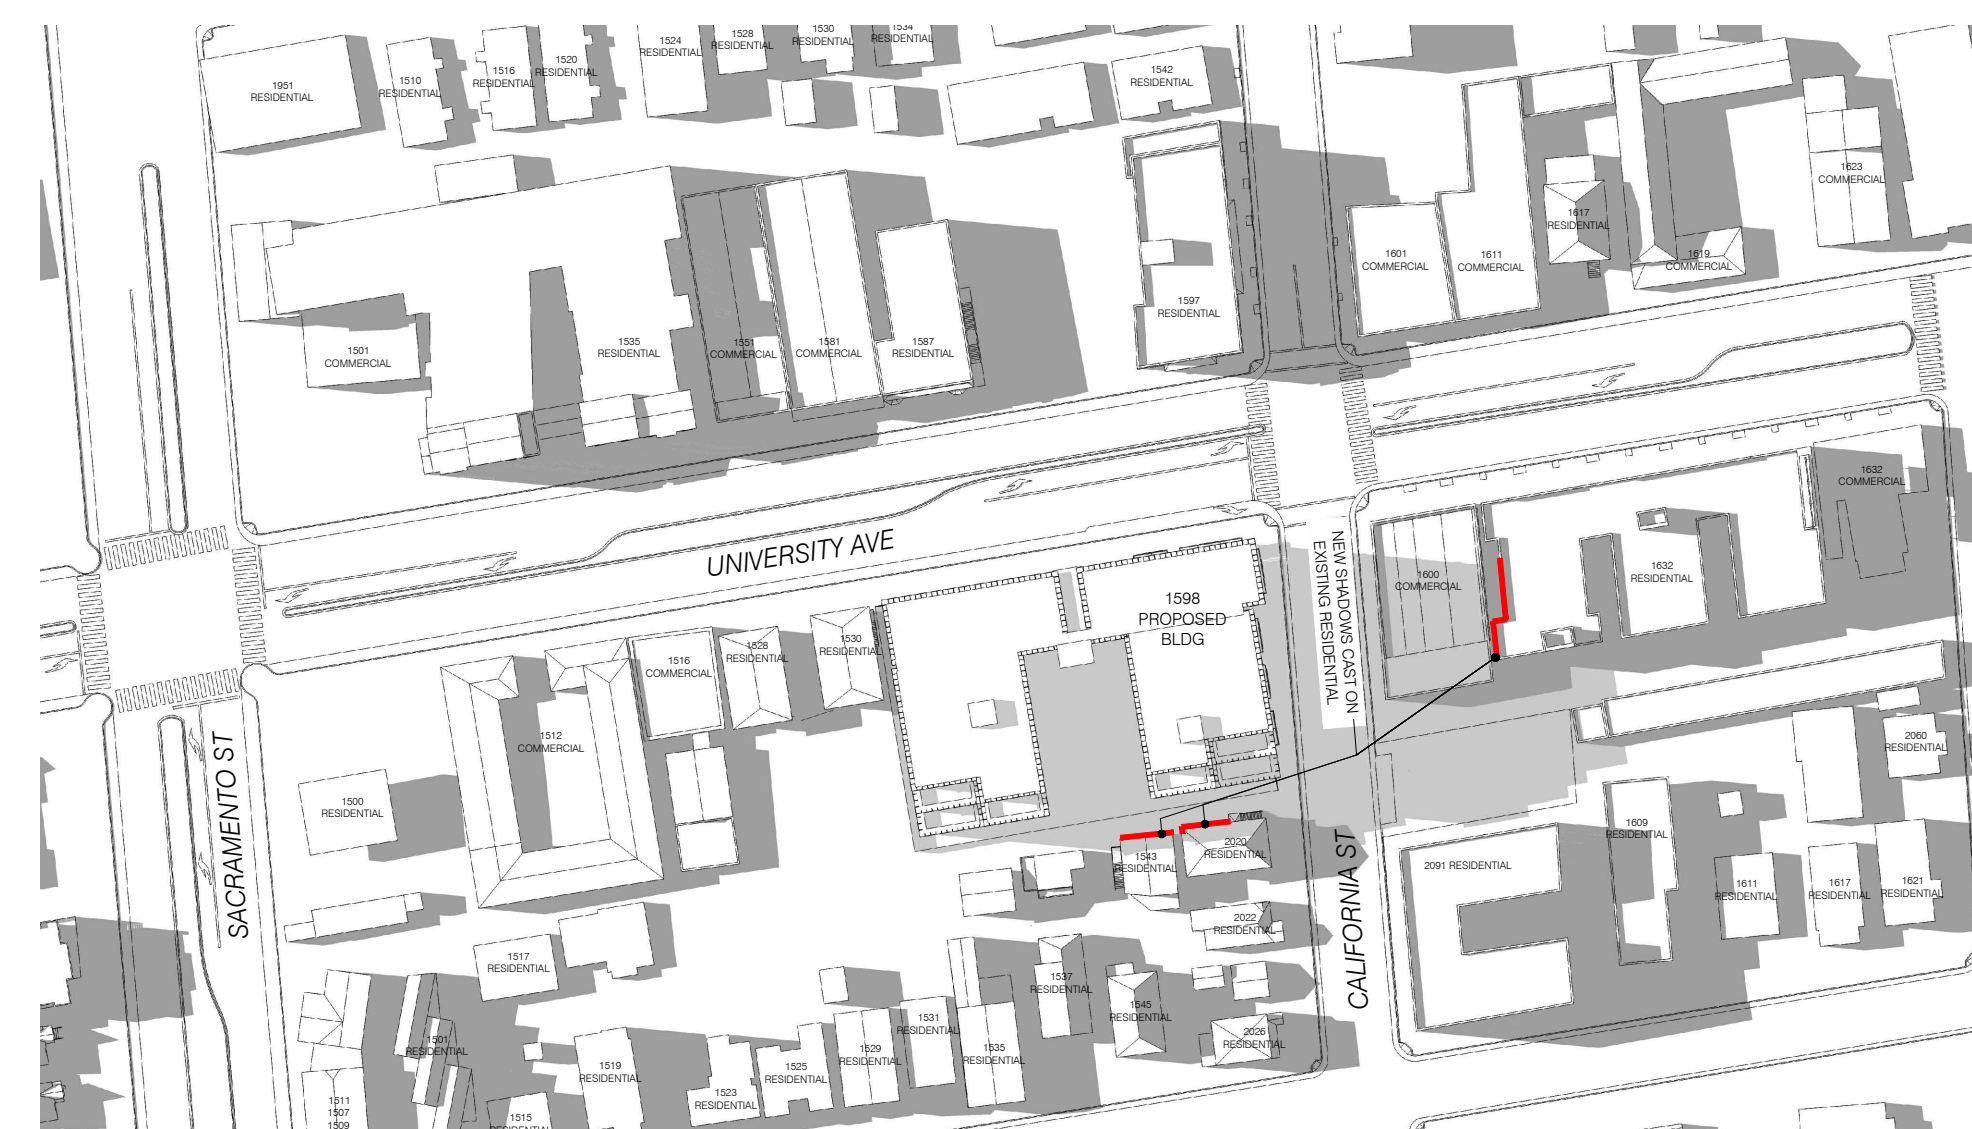 1524
RESIDENTIAL
1528
RESIDENTIAL
1530
RESIDENTIAL
1534
RESIDENTIAL
1951
RESIDENTIAL
1510
RESIDENTIAL
1516
RESIDENTIAL
1520
RESIDENTIAL
1542
RESIDENTIAL
1623
COMMERCIAL
1617
RESIDENTIAL
1601
COMMERCIAL
1611
COMMERCIAL
1619
COMMERCIAL
1597
RESIDENTIAL
1501
COMMERCIAL
1535
RESIDENTIAL
1551
COMMERCIAL
1581
COMMERCIAL
1587
RESIDENTIAL
1632
COMMERCIAL
UNIVERSITY AVE
NEW SHADOWS CAST ON
EXISTING RESIDENTIAL
1600
COMMERCIAL
1632
RESIDENTIAL
1598
PROPOSED
BLDG
1516
COMMERCIAL
1528
RESIDENTIAL
1530
RESIDENTIAL
1512
COMMERCIAL
2060
RESIDENTIAL
SACRAMENTO ST
1500
RESIDENTIAL
1609
RESIDENTIAL
1543
RESIDENTIAL
2020
RESIDENTIAL
CALIFORNIA ST
2091 RESIDENTIAL
1611
RESIDENTIAL
1617
RESIDENTIAL
1621
RESIDENTIAL
2022
RESIDENTIAL
1517
RESIDENTIAL
1537
RESIDENTIAL
1545
RESIDENTIAL
1501
RESIDENTIAL
1531
RESIDENTIAL
2026
RESIDENTIAL
1529
RESIDENTIAL
1535
RESIDENTIAL
1519
RESIDENTIAL
1525
RESIDENTIAL
1523
RESIDENTIAL
1511
1507
1509
1515
RESIDENTIAL